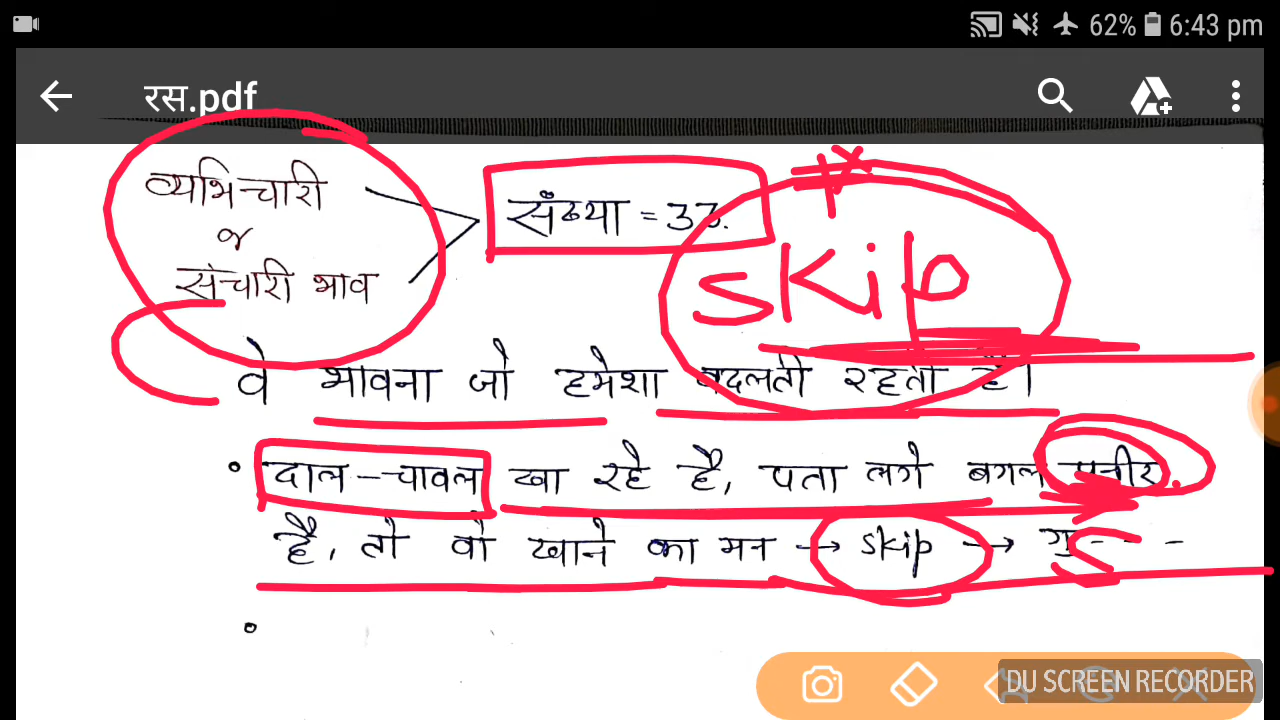 62% 6:43 pm
रस.pdf
व्यभिचारी
or
संचारी भाव
संख्या = 33.
skip
वे भावना जो हमेशा बदलती रहती है।
• दाल-चावल खा रहे है, पता लगे बगल पनीर.
है, तो वो खाने का मन → skip → गु - - -
•
DU SCREEN RECORDER